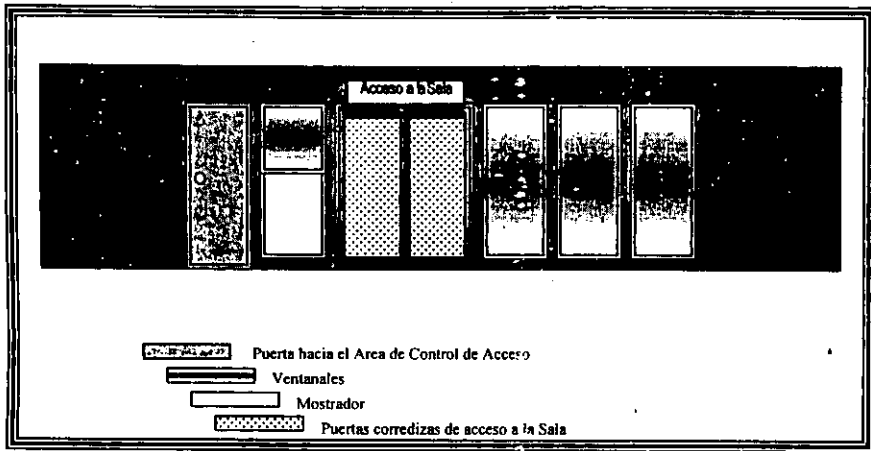 Acceso a la Sala
Puerta hacia el Area de Control de Acceso
Ventanales
Mostrador
Puertas corredizas de acceso a la Sala